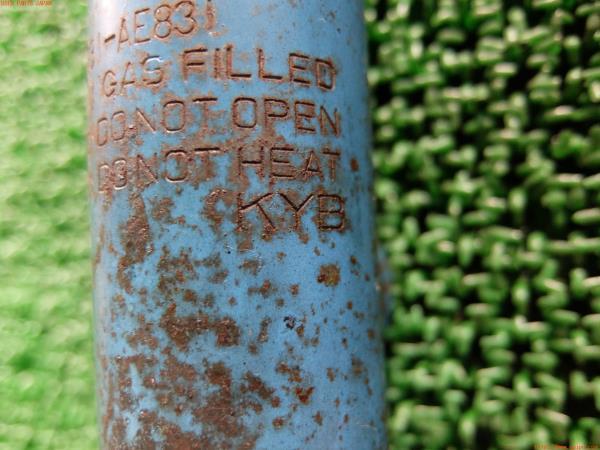 -AE831
GAS FILLED
DO NOT OPEN
DO NOT HEAT
KYB